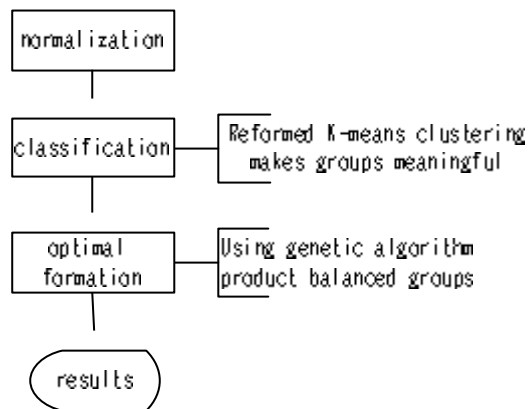 normalization
classification
Reformed K-means clustering
makes groups meaningful
optimal
formation
Using genetic algorithm
product balanced groups
results